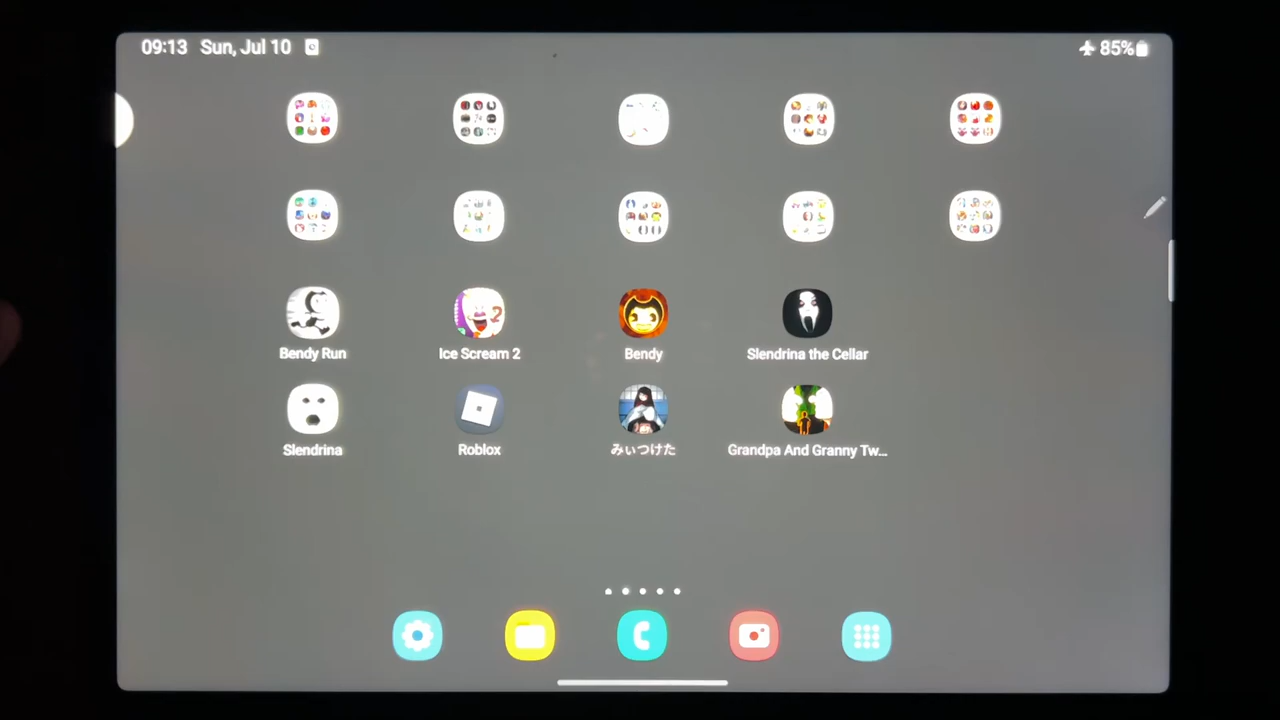 09:13 Sun, Jul 10
85%
Bendy Run
Ice Scream 2
Bendy
Slendrina the Cellar
Slendrina
Roblox
みぃつけた
Grandpa And Granny Tw...